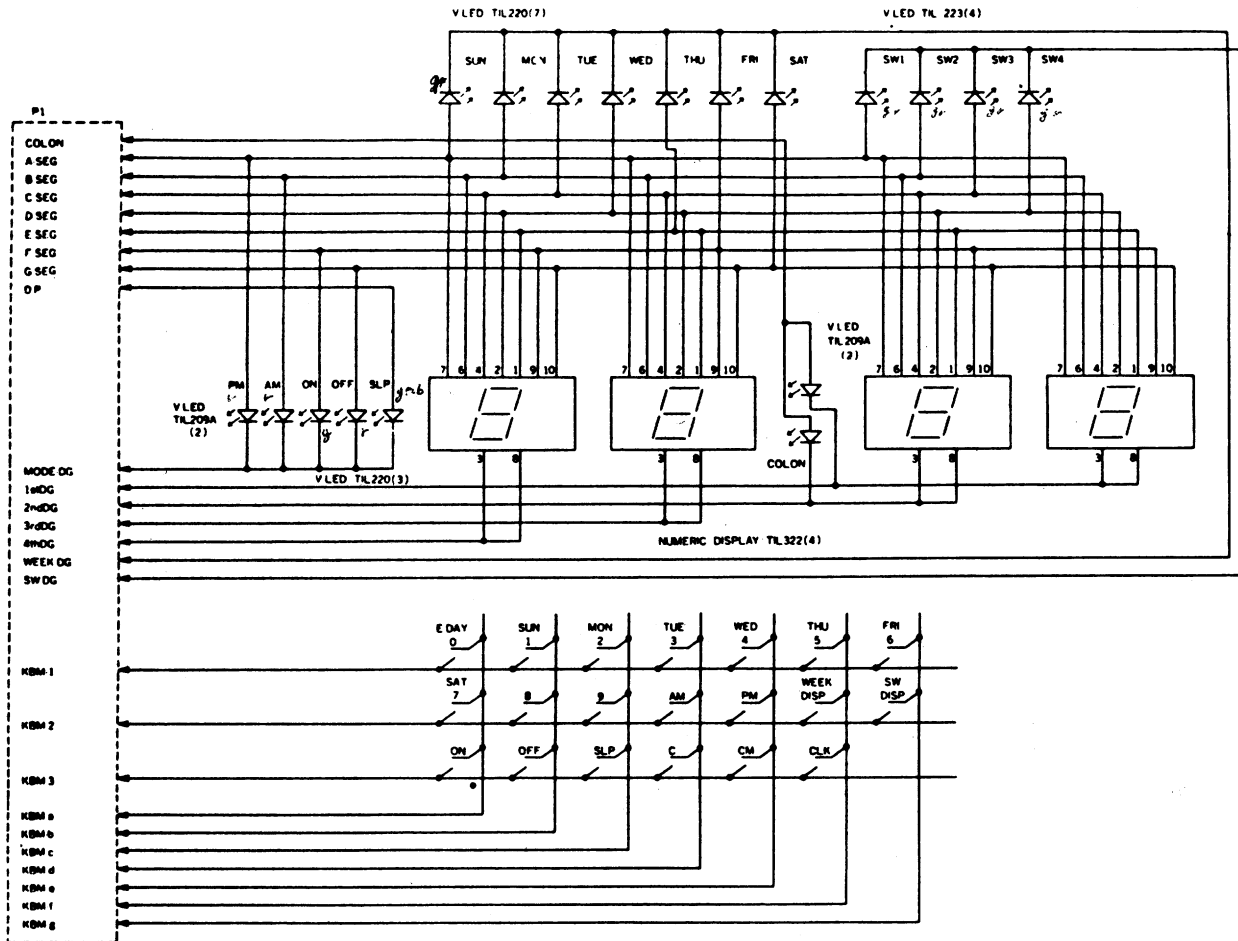 VLED TIL220(7)
VLED TIL 223(4)
SUN
MON
TUE
WED
THU
FRI
SAT
SW1
SW2
SW3
SW4
gr
gr
gr
gr
gr
P1
COLON
A SEG
B SEG
C SEG
D SEG
E SEG
F SEG
G SEG
DP
VLED
TIL209A
(2)
7 6 4 2 1 9 10
7 6 4 2 1 9 10
7 6 4 2 1 9 10
7 6 4 2 1 9 10
PM
AM
ON
OFF
SLP
r
r
g
r
VLED
TIL209A
(2)
3 8
3 8
3 8
3 8
COLON
MODE DG
VLED TIL220(3)
1stDG
2ndDG
3rdDG
4thDG
NUMERIC DISPLAY TIL322(4)
WEEK DG
SW DG
E DAY
0
SUN
1
MON
2
TUE
3
WED
4
THU
5
FRI
6
KBM 1
SAT
7
8
9
AM
PM
WEEK
DISP
SW
DISP
KBM 2
ON
OFF
SLP
C
CM
CLK
KBM 3
KBM a
KBM b
KBM c
KBM d
KBM e
KBM f
KBM g